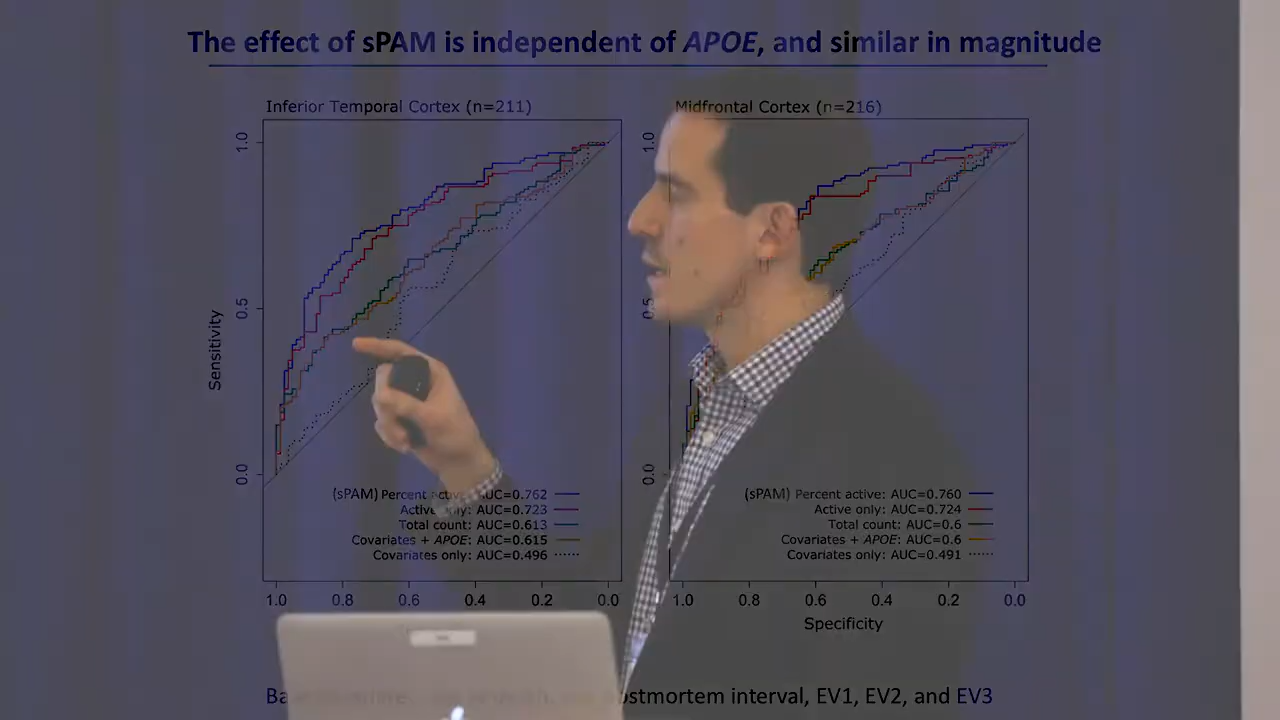 The effect of sPAM is independent of APOE, and similar in magnitude
Inferior Temporal Cortex (n=211)
Midfrontal Cortex (n=216)
Sensitivity
1.0
0.5
0.0
1.0
0.0
(sPAM) Percent AUC=0.762
only: AUC=0.723
Total count: AUC=0.613
Covariates + APOE: AUC=0.615
Covariates only: AUC=0.496
(sPAM) Percent active: AUC=0.760
Active only: AUC=0.724
Total count: AUC=0.6
Covariates + APOE: AUC=0.6
Covariates only: AUC=0.491
1.0 0.8 0.6 0.4 0.2 0.0
1.0 0.8 0.6 0.4 0.2 0.0
Specificity
postmortem interval, EV1, EV2, and EV3